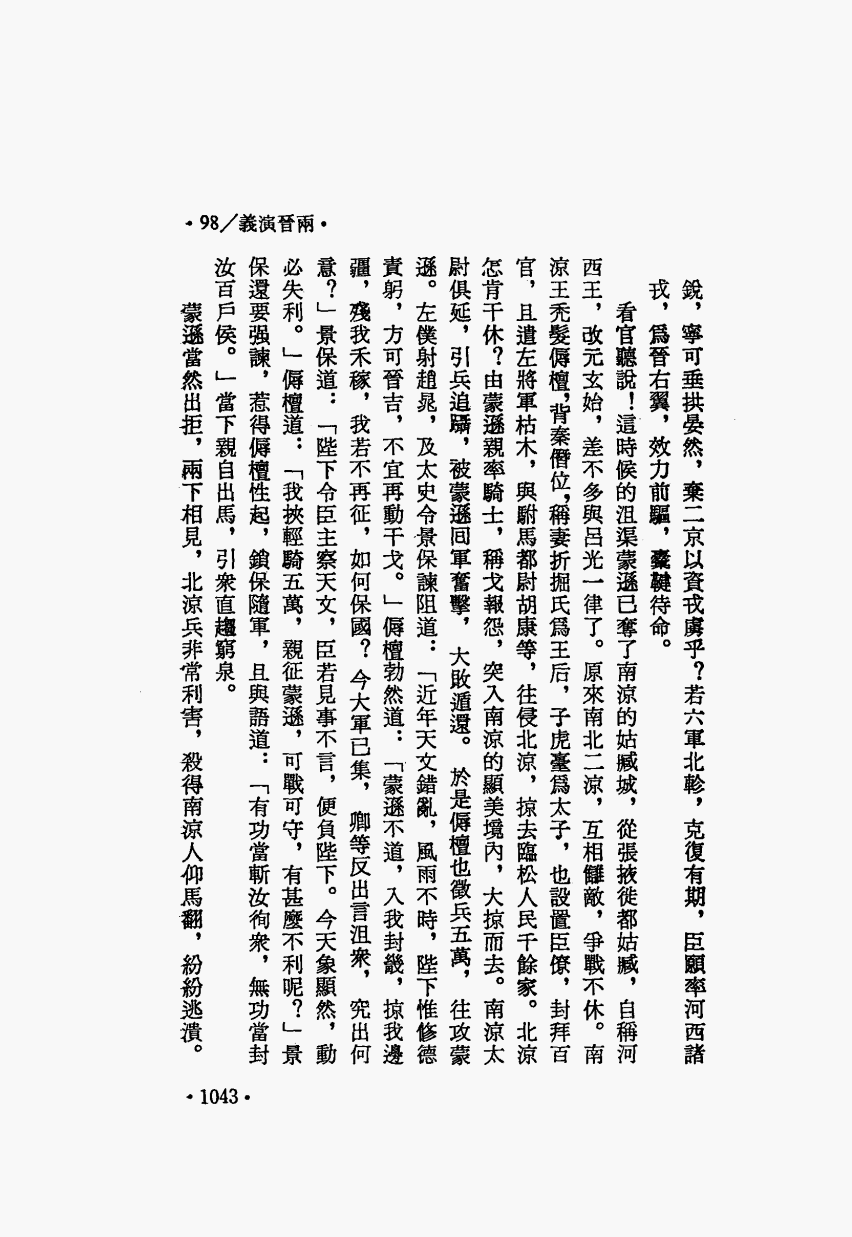 ·98／義演晉兩·
銳，寧可垂拱晏然，棄二京以資戎虜乎？若六軍北軫，克復有期，臣願率河西諸
戎，爲晉右翼，效力前驅，櫜鞬待命。
看官聽說！這時候的沮渠蒙遜已奪了南涼的姑臧城，從張掖徙都姑臧，自稱河
西王，改元玄始，差不多與呂光一律了。原來南北二涼，互相讎敵，爭戰不休。南
涼王禿髮傉檀，背秦僭位，稱妻折掘氏爲王后，子虎臺爲太子，也設置臣僚，封拜百
官，且遣左將軍枯木，與駙馬都尉胡康等，往侵北涼，掠去臨松人民千餘家。北涼
怎肯干休？由蒙遜親率騎士，稱戈報怨，突入南涼的顯美境內，大掠而去。南涼太
尉俱延，引兵追躡，被蒙遜回軍奮擊，大敗遁還。於是傉檀也徵兵五萬，往攻蒙
遜。左僕射趙晁，及太史令景保諫阻道：「近年天文錯亂，風雨不時，陛下惟修德
責躬，方可晉吉，不宜再動干戈。」傉檀勃然道：「蒙遜不道，入我封畿，掠我邊
疆，殘我禾稼，我若不再征，如何保國？今大軍已集，卿等反出言沮衆，究出何
意？」景保道：「陛下令臣主察天文，臣若見事不言，便負陛下。今天象顯然，動
必失利。」傉檀道：「我挾輕騎五萬，親征蒙遜，可戰可守，有甚麼不利呢？」景
保還要强諫，惹得傉檀性起，鎖保隨軍，且與語道：「有功當斬汝徇衆，無功當封
汝百戶侯。」當下親自出馬，引衆直趨窮泉。
蒙遜當然出拒，兩下相見，北涼兵非常利害，殺得南涼人仰馬翻，紛紛逃潰。
·1043·